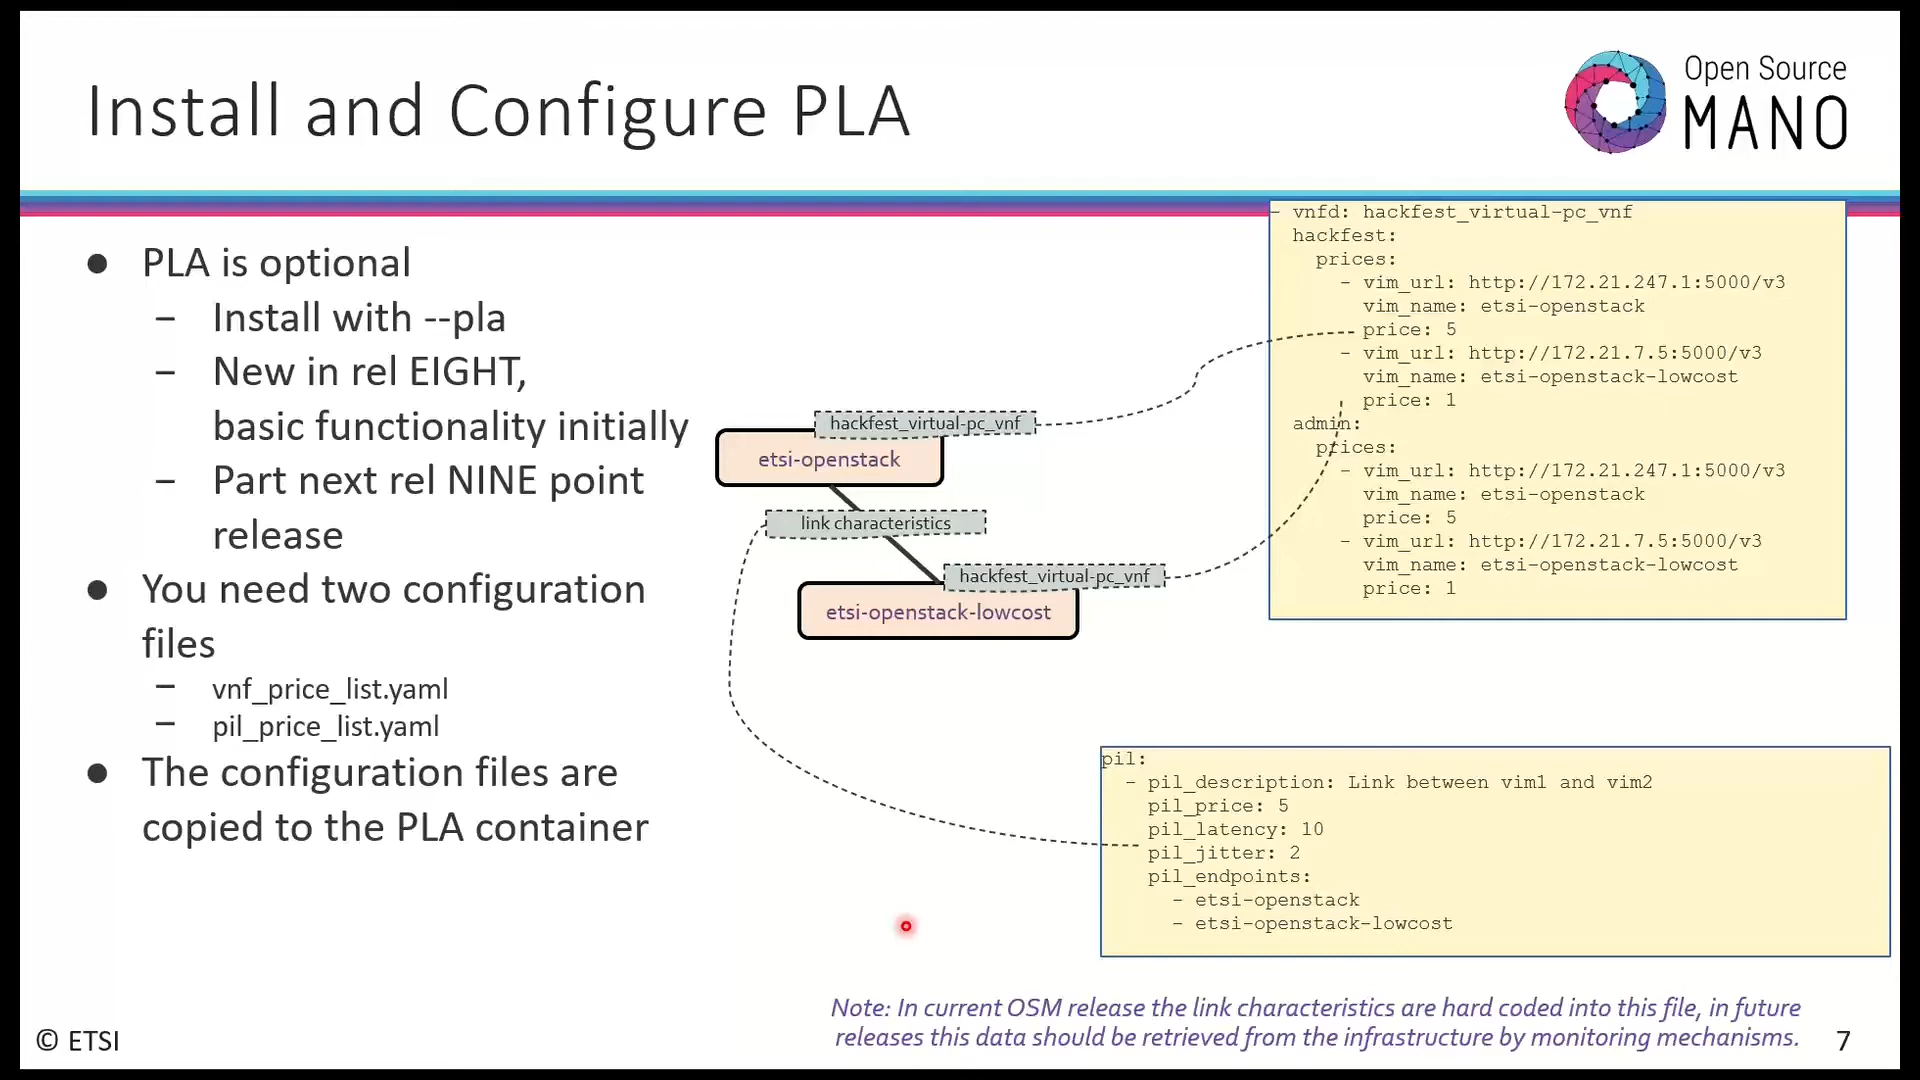 Install and Configure PLA
Open Source
MANO
● PLA is optional
– Install with --pla
– New in rel EIGHT,
basic functionality initially
– Part next rel NINE point
release
● You need two configuration
files
– vnf_price_list.yaml
– pil_price_list.yaml
● The configuration files are
copied to the PLA container
hackfest_virtual-pc_vnf
etsi-openstack
link characteristics
hackfest_virtual-pc_vnf
etsi-openstack-lowcost
- vnfd: hackfest_virtual-pc_vnf
  hackfest:
    prices:
      - vim_url: http://172.21.247.1:5000/v3
        vim_name: etsi-openstack
        price: 5
      - vim_url: http://172.21.7.5:5000/v3
        vim_name: etsi-openstack-lowcost
        price: 1
  admin:
    prices:
      - vim_url: http://172.21.247.1:5000/v3
        vim_name: etsi-openstack
        price: 5
      - vim_url: http://172.21.7.5:5000/v3
        vim_name: etsi-openstack-lowcost
        price: 1
pil:
  - pil_description: Link between vim1 and vim2
    pil_price: 5
    pil_latency: 10
    pil_jitter: 2
    pil_endpoints:
      - etsi-openstack
      - etsi-openstack-lowcost
Note: In current OSM release the link characteristics are hard coded into this file, in future
releases this data should be retrieved from the infrastructure by monitoring mechanisms.
© ETSI
7